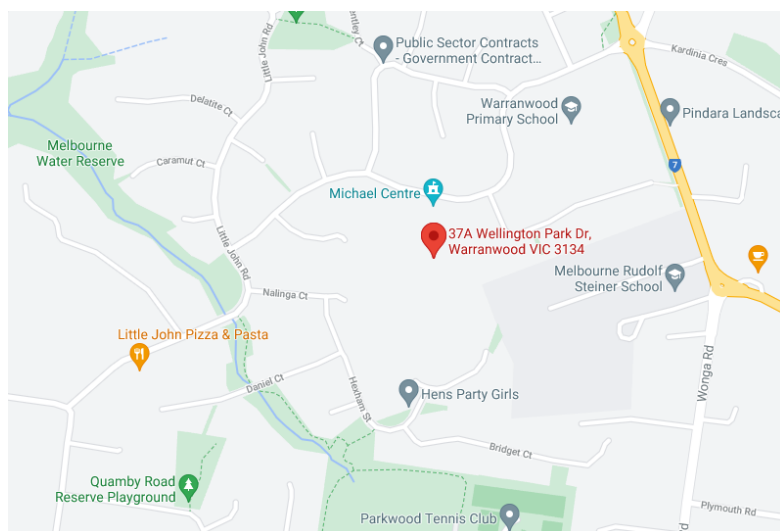 Little John Rd
ntley Ct
Public Sector Contracts
- Government Contract...
Kardinia Cres
Delatite Ct
Warranwood
Primary School
Pindara Landsca
Melbourne
Water Reserve
Caramut Ct
7
Michael Centre
37A Wellington Park Dr,
Warranwood VIC 3134
Little John Rd
Melbourne Rudolf
Steiner School
Nalinga Ct
Little John Pizza & Pasta
Wonga Rd
Daniel Ct
Hexham St
Hens Party Girls
Bridget Ct
Quamby Road
Reserve Playground
Plymouth Rd
Parkwood Tennis Club